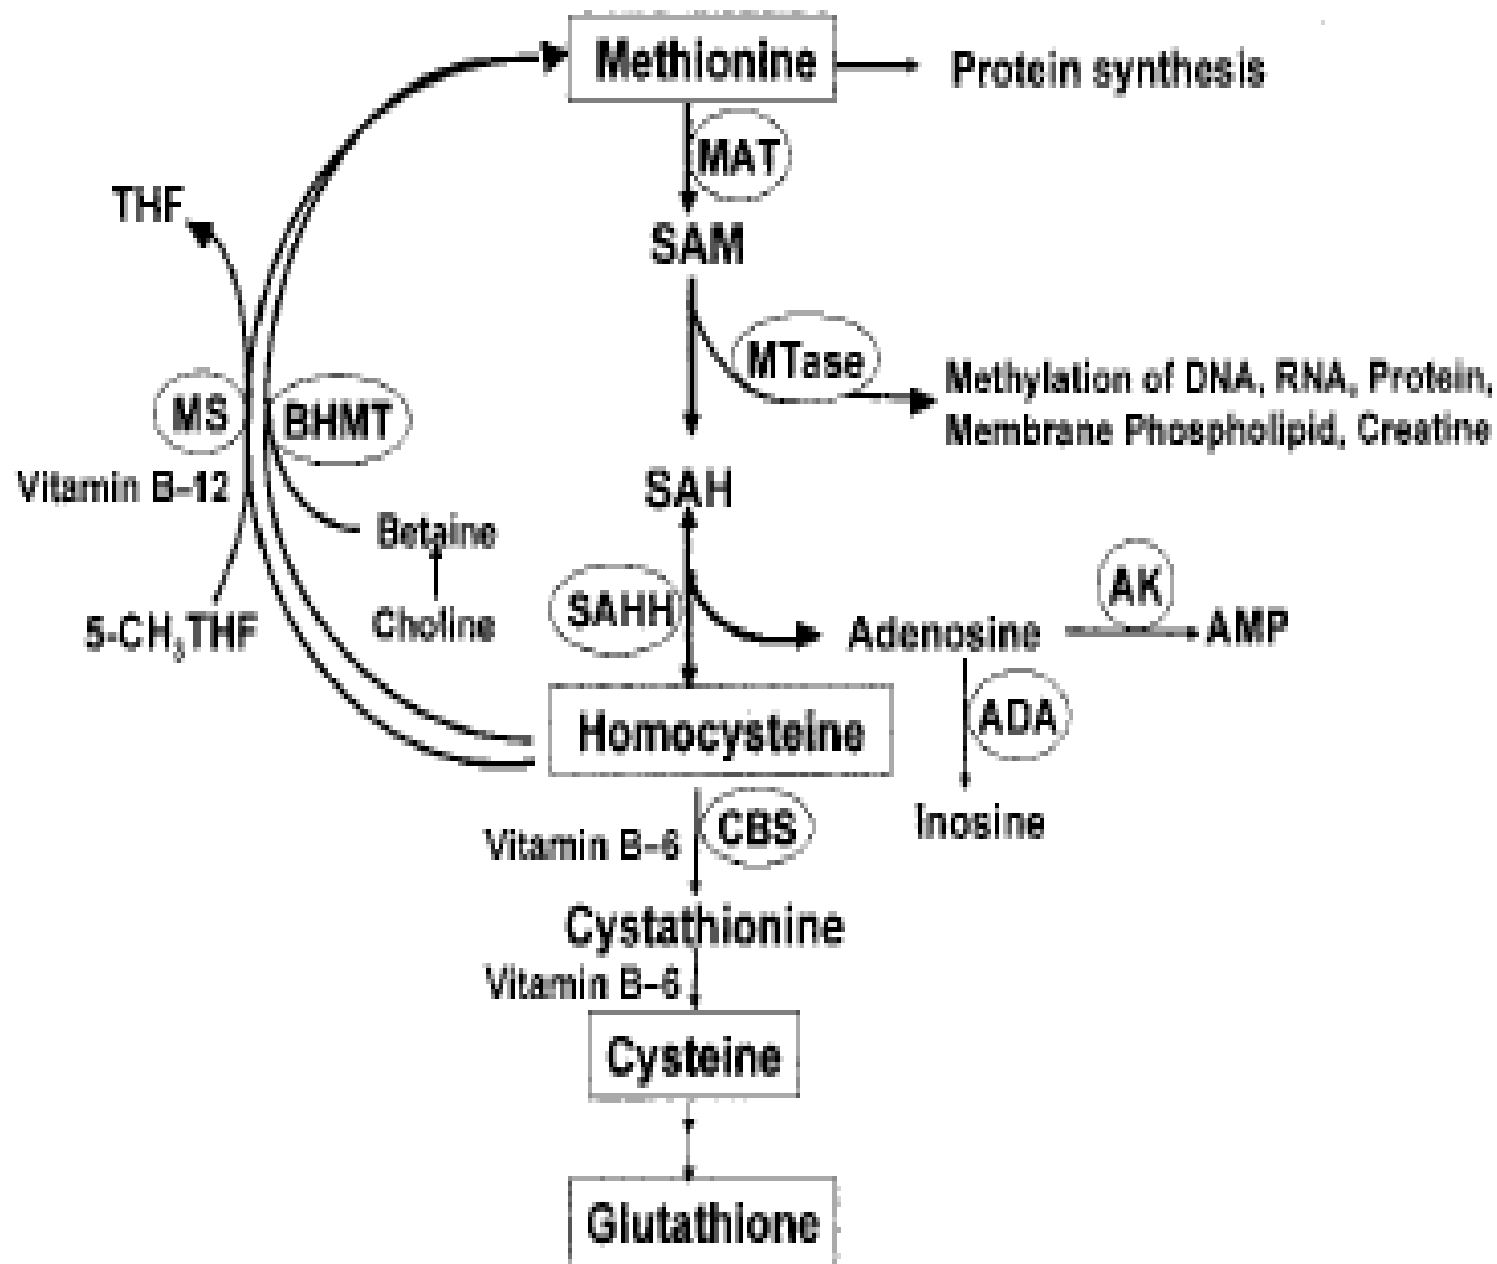 Methionine
Protein synthesis
MAT
THF
SAM
MTase
Methylation of DNA, RNA, Protein,
Membrane Phospholipid, Creatine
MS
BHMT
Vitamin B-12
SAH
Betaine
AK
SAHH
5-CH₃THF
Choline
Adenosine
AMP
ADA
Homocysteine
CBS
Inosine
Vitamin B-6
Cystathionine
Vitamin B-6
Cysteine
Glutathione